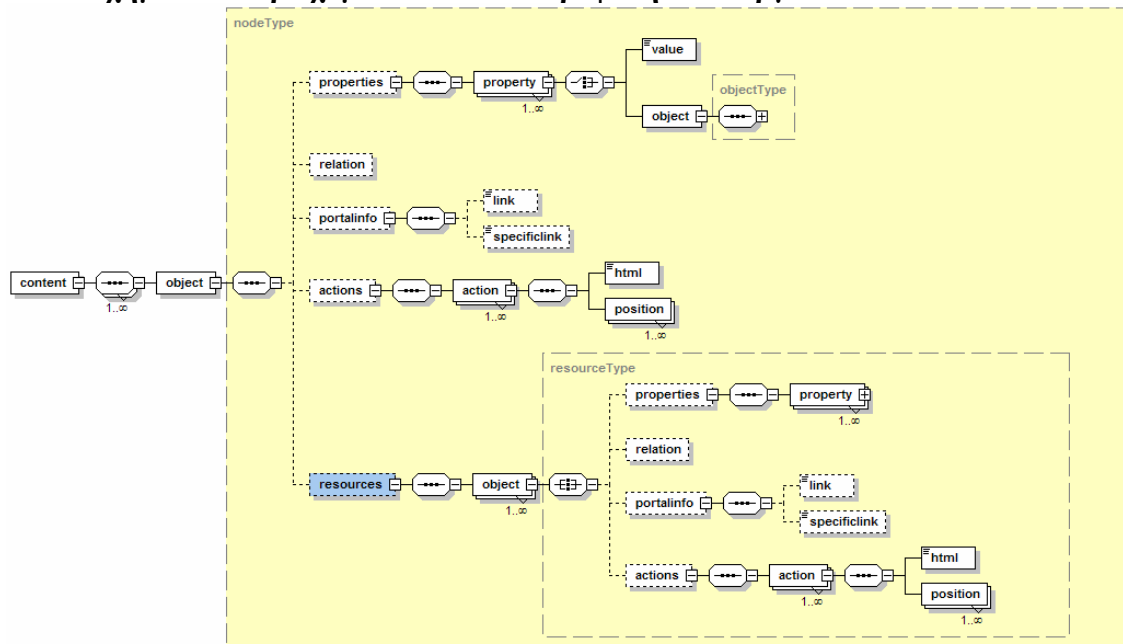 nodeType
value
properties
property
1..∞
objectType
object
relation
link
portalinfo
specificlink
content
1..∞
object
html
actions
action
1..∞
position
1..∞
resourceType
properties
property
1..∞
relation
resources
object
1..∞
link
portalinfo
specificlink
html
actions
action
1..∞
position
1..∞